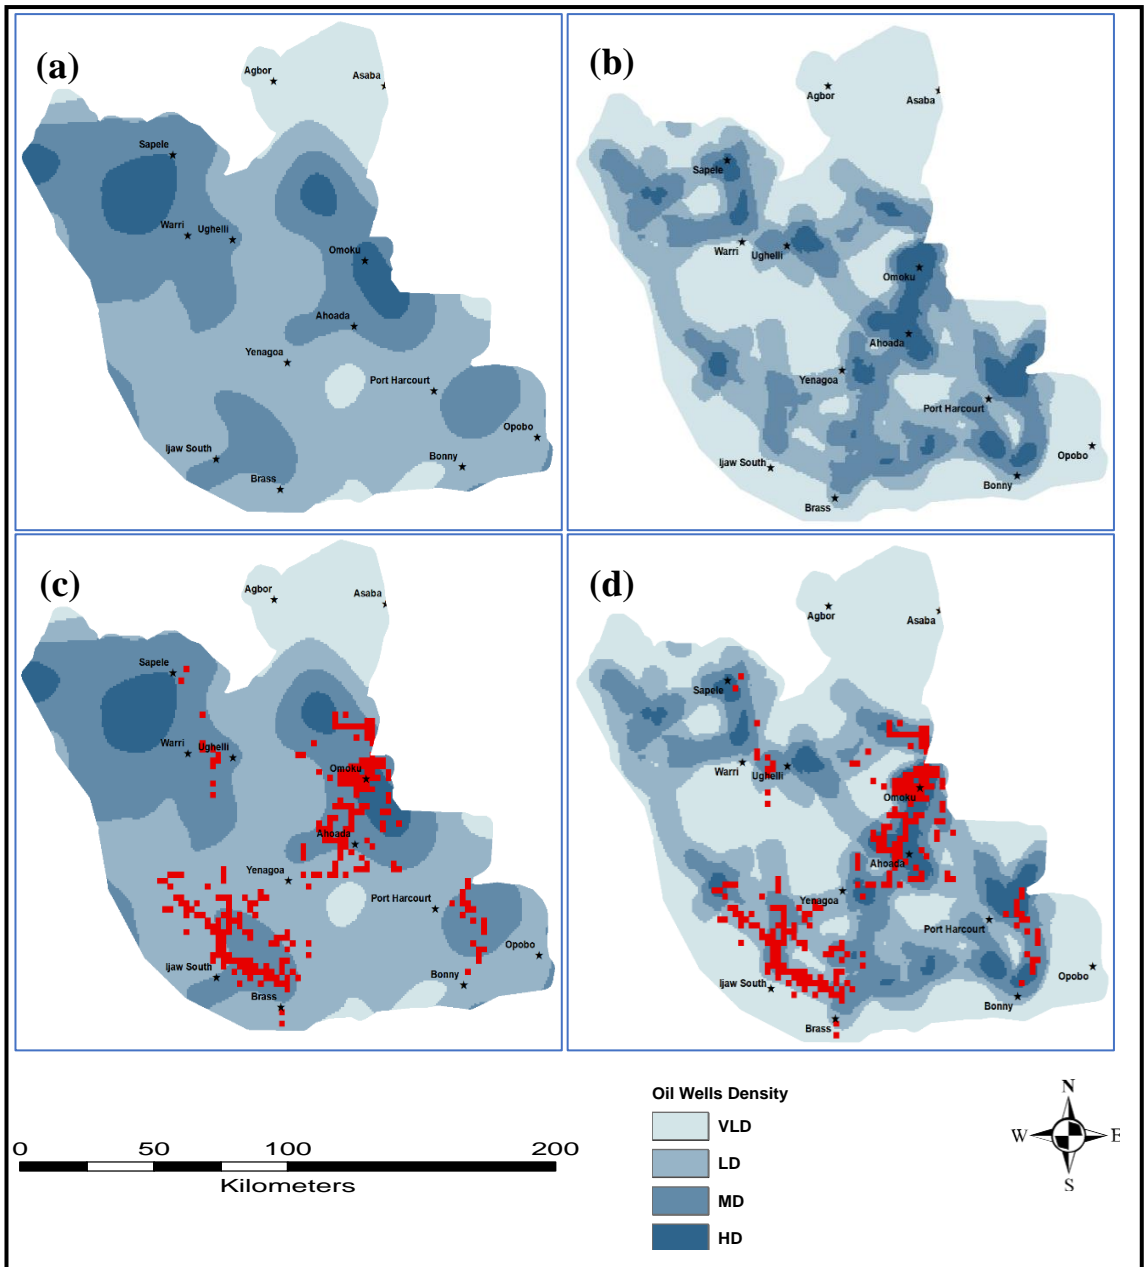 (a)
Agbor
Asaba
Sapele
Warri
Ughelli
Omoku
Ahoada
Yenagoa
Port Harcourt
Opobo
Ijaw South
Bonny
Brass
(b)
Agbor
Asaba
Sapele
Warri
Ughelli
Omoku
Ahoada
Yenagoa
Port Harcourt
Opobo
Ijaw South
Bonny
Brass
(c)
Agbor
Asaba
Sapele
Warri
Ughelli
Omoku
Ahoada
Yenagoa
Port Harcourt
Opobo
Ijaw South
Bonny
Brass
(d)
Agbor
Asaba
Sapele
Warri
Ughelli
Omoku
Ahoada
Yenagoa
Port Harcourt
Opobo
Ijaw South
Bonny
Brass
0 50 100 200
Kilometers
Oil Wells Density
VLD
LD
MD
HD
N
W E
S